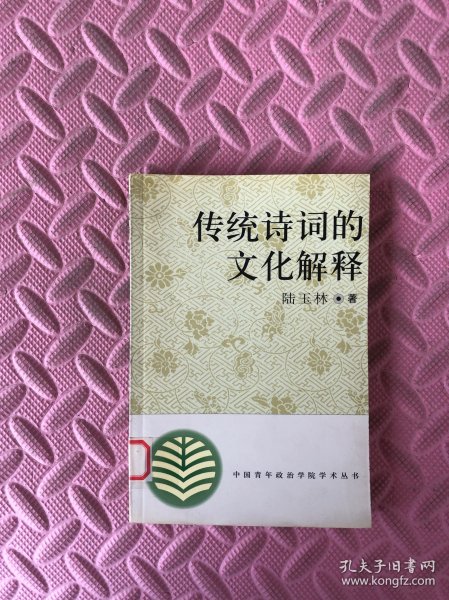 传统诗词的
文化解释
陆玉林◉著
中国青年政治学院学术丛书
孔夫子旧书网
www.kongfz.com